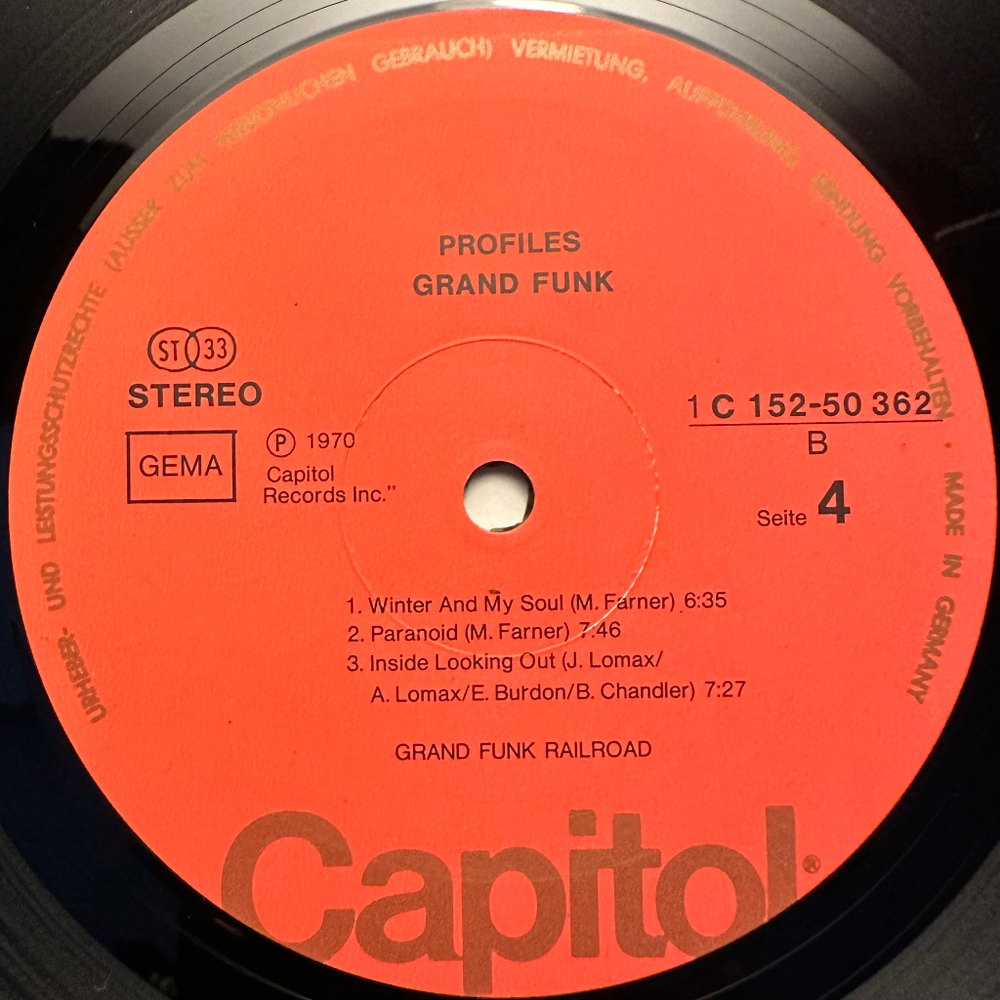 URHEBER- UND LEISTUNGSSCHUTZRECHTE (AUSSER ZUM PERSÖNLICHEN GEBRAUCH) VERMIETUNG, VORBEHALTEN · MADE IN GERMANY
PROFILES
GRAND FUNK
ST 33
STEREO
GEMA
Ⓟ 1970
Capitol
Records Inc."
1 C 152-50 362
B
Seite 4
1. Winter And My Soul (M. Farner) 6:35
2. Paranoid (M. Farner) 7:46
3. Inside Looking Out (J. Lomax/
A. Lomax/E. Burdon/B. Chandler) 7:27
GRAND FUNK RAILROAD
Capitol®